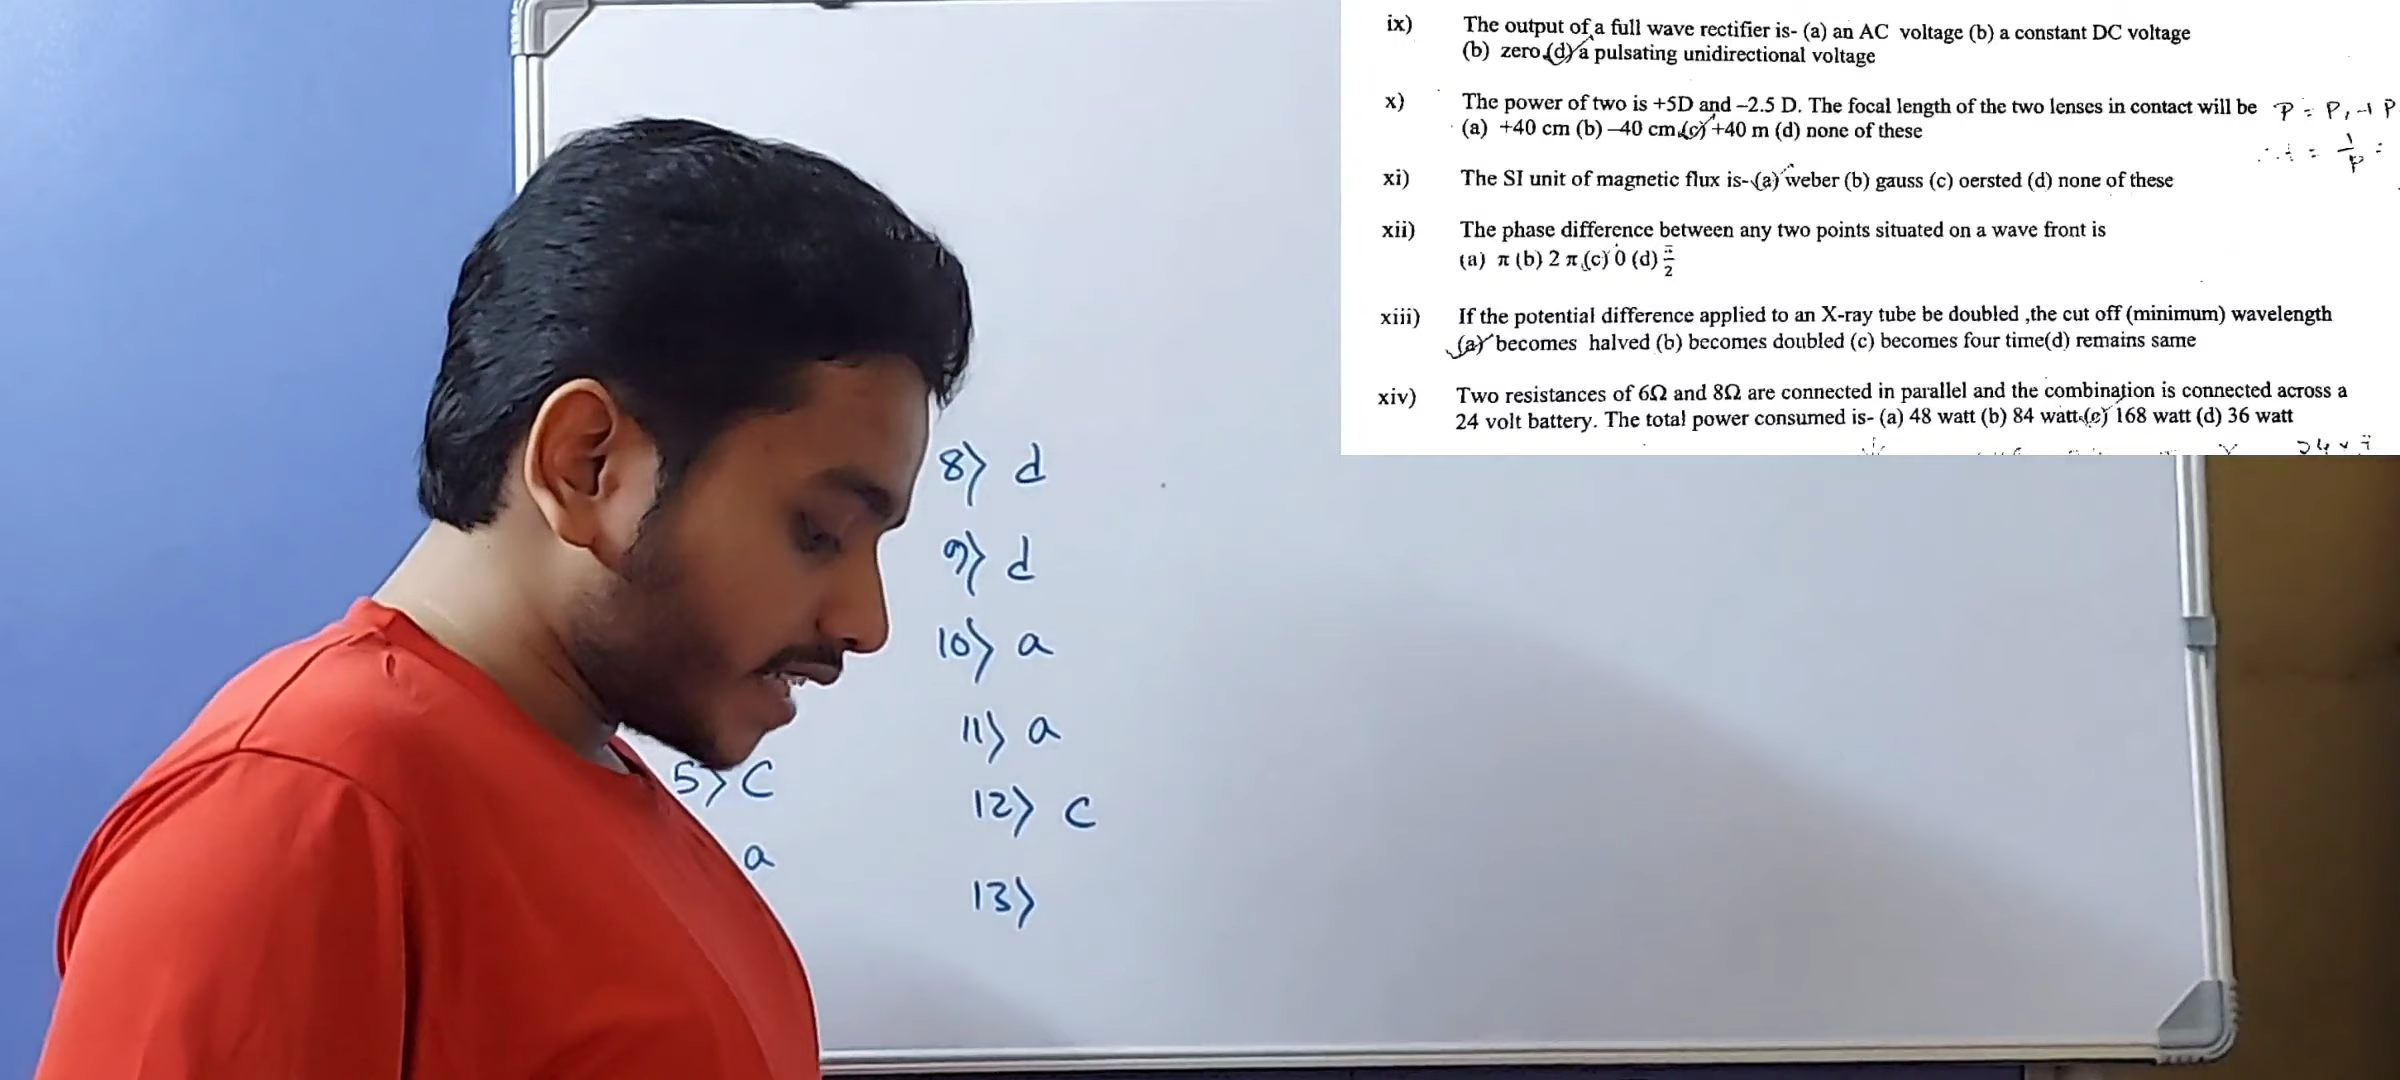 ix) The output of a full wave rectifier is- (a) an AC voltage (b) a constant DC voltage
(b) zero (d) a pulsating unidirectional voltage
x) The power of two is +5D and –2.5 D. The focal length of the two lenses in contact will be P = P₁ + P
(a) +40 cm (b) –40 cm (c) +40 m (d) none of these
= 1/P =
xi) The SI unit of magnetic flux is- (a) weber (b) gauss (c) oersted (d) none of these
xii) The phase difference between any two points situated on a wave front is
(a) π (b) 2 π (c) 0 (d) π/2
xiii) If the potential difference applied to an X-ray tube be doubled ,the cut off (minimum) wavelength
(a) becomes halved (b) becomes doubled (c) becomes four time(d) remains same
xiv) Two resistances of 6Ω and 8Ω are connected in parallel and the combination is connected across a
24 volt battery. The total power consumed is- (a) 48 watt (b) 84 watt (c) 168 watt (d) 36 watt
5) C
a
8) d
9) d
10) a
11) a
12) C
13)